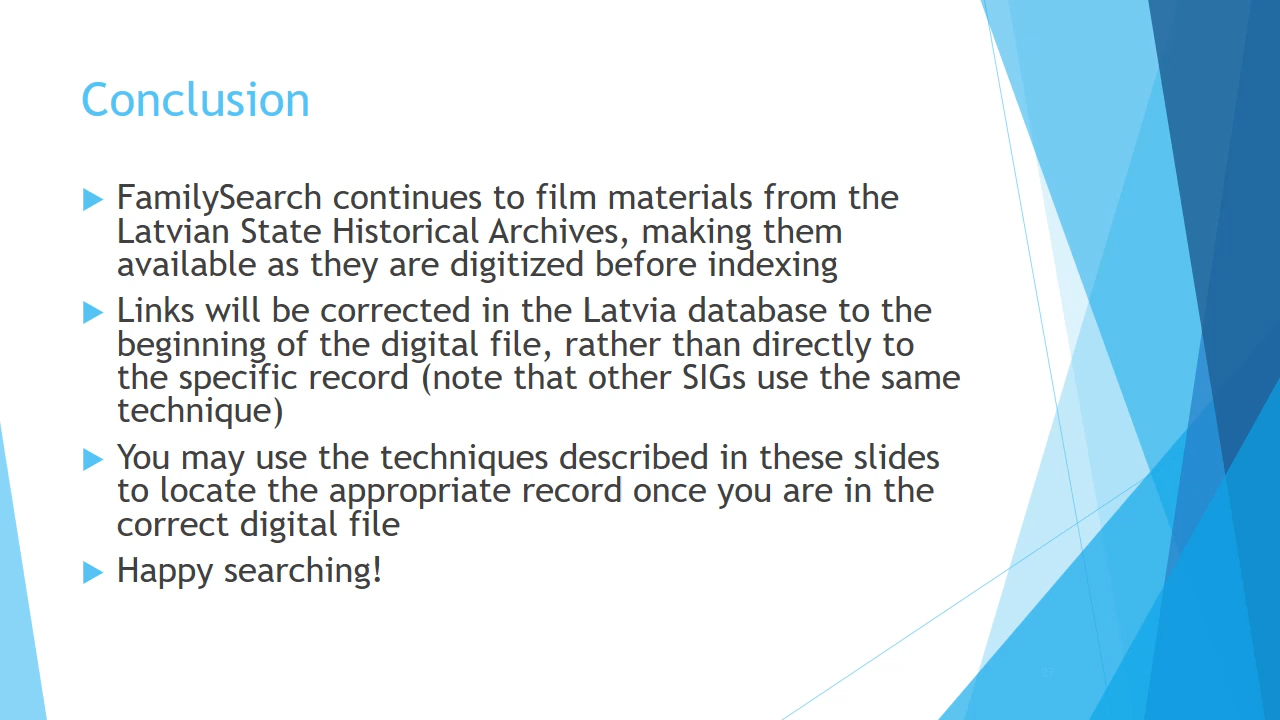 Conclusion
FamilySearch continues to film materials from the
Latvian State Historical Archives, making them
available as they are digitized before indexing
Links will be corrected in the Latvia database to the
beginning of the digital file, rather than directly to
the specific record (note that other SIGs use the same
technique)
You may use the techniques described in these slides
to locate the appropriate record once you are in the
correct digital file
Happy searching!